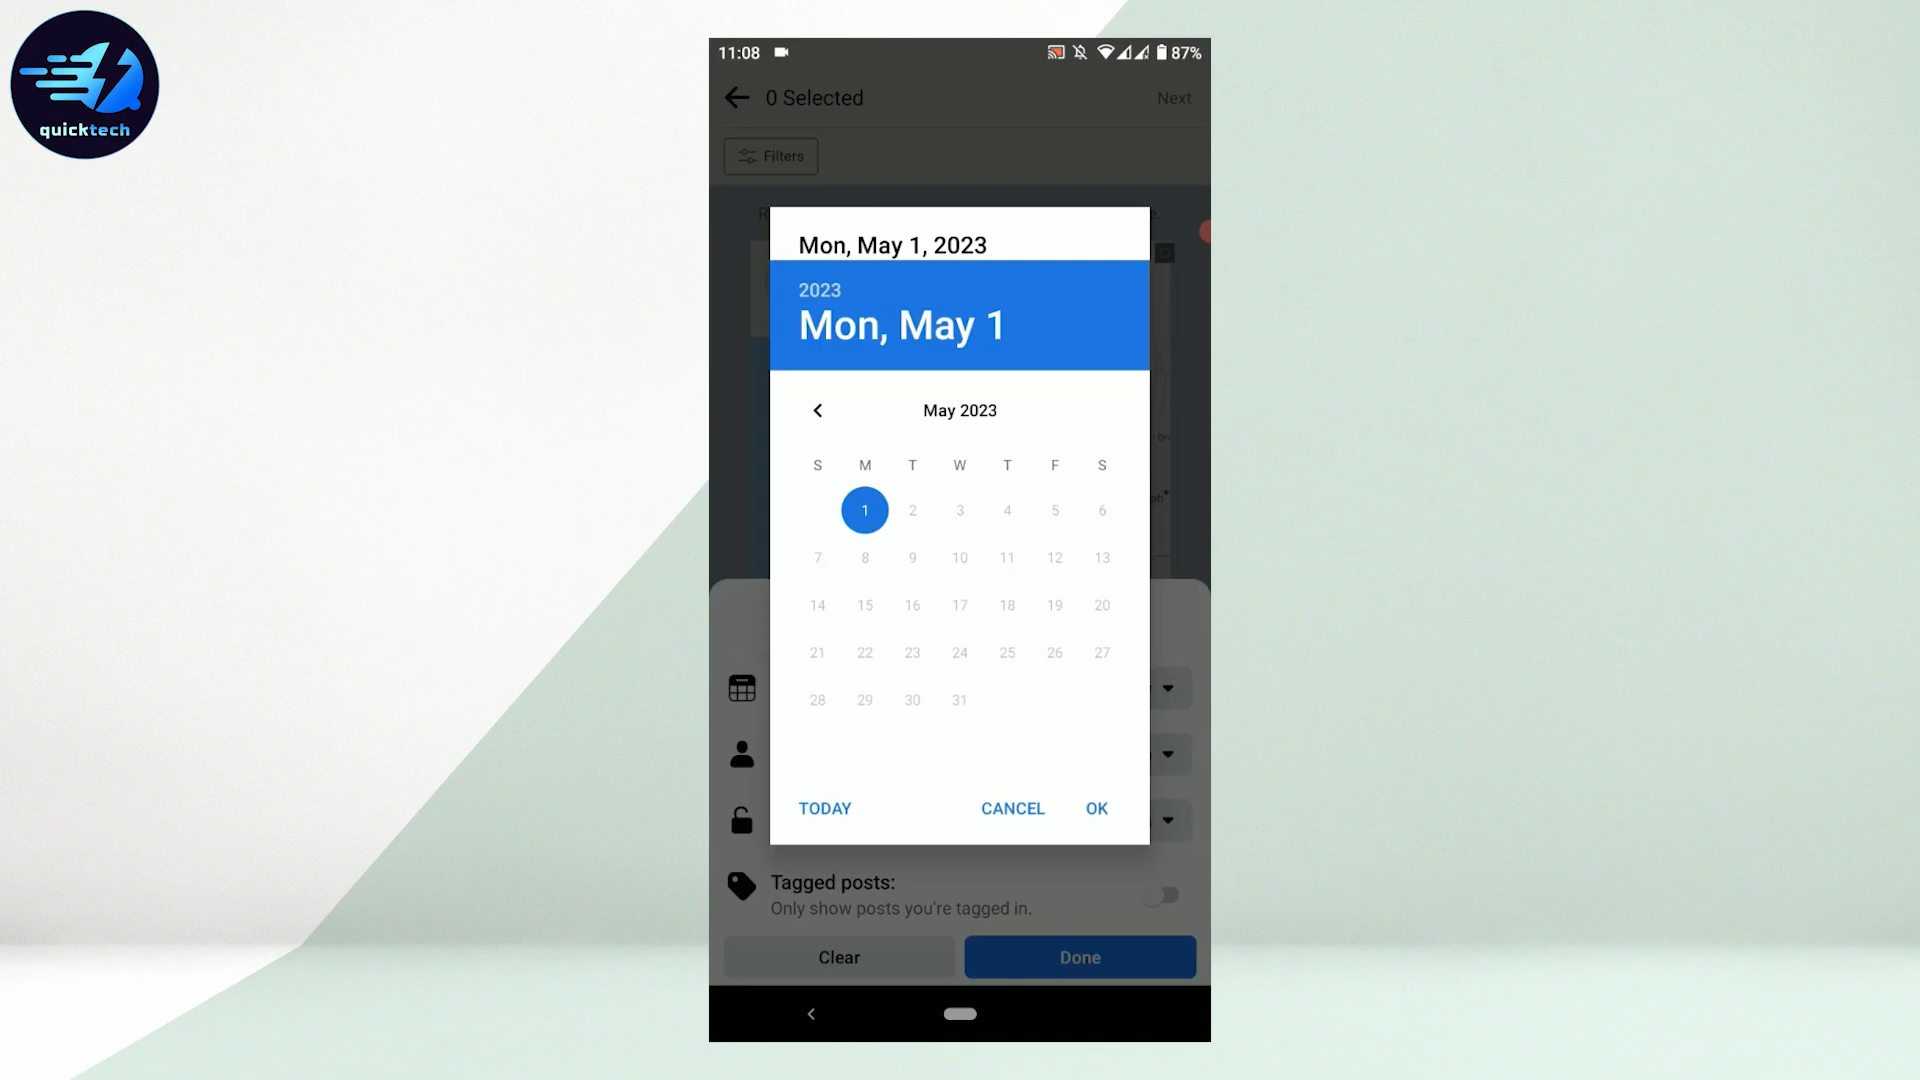 quicktech
11:08 87%
0 Selected Next
Filters
Mon, May 1, 2023
2023
Mon, May 1
May 2023
S M T W T F S
1 2 3 4 5 6
7 8 9 10 11 12 13
14 15 16 17 18 19 20
21 22 23 24 25 26 27
28 29 30 31
TODAY CANCEL OK
Tagged posts:
Only show posts you're tagged in.
Clear Done